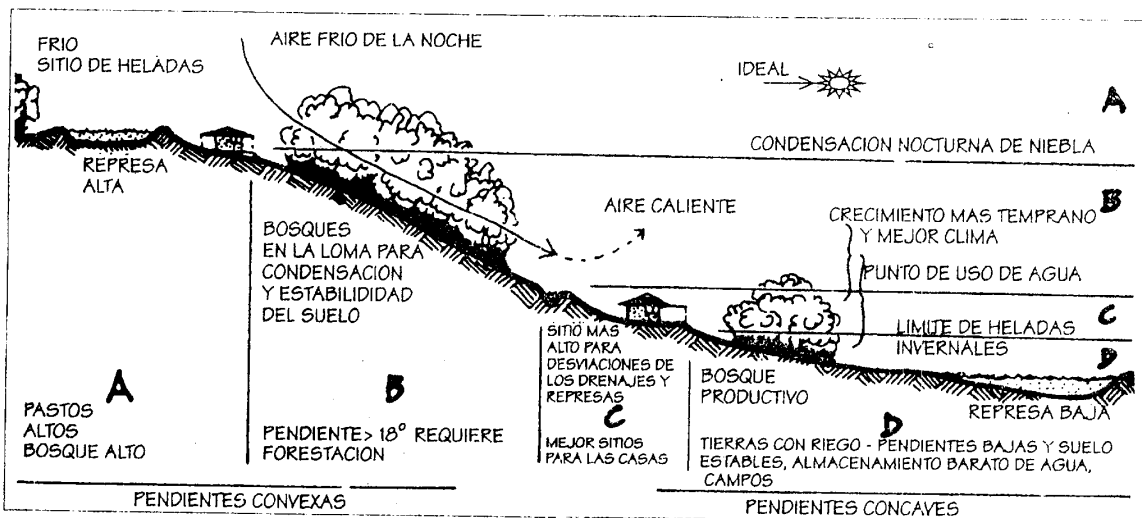 FRIO
SITIO DE HELADAS
AIRE FRIO DE LA NOCHE
IDEAL
A
CONDENSACION NOCTURNA DE NIEBLA
REPRESA
ALTA
BOSQUES
EN LA LOMA PARA
CONDENSACION
Y ESTABILIDIDAD
DEL SUELO
AIRE CALIENTE
CRECIMIENTO MAS TEMPRANO
Y MEJOR CLIMA
B
PUNTO DE USO DE AGUA
C
LIMITE DE HELADAS
INVERNALES
D
A
PASTOS
ALTOS
BOSQUE ALTO
B
PENDIENTE> 18° REQUIERE
FORESTACION
SITIO MAS
ALTO PARA
DESVIACIONES DE
LOS DRENAJES Y
REPRESAS
C
MEJOR SITIOS
PARA LAS CASAS
BOSQUE
PRODUCTIVO
REPRESA BAJA
D
TIERRAS CON RIEGO - PENDIENTES BAJAS Y SUELO
ESTABLES, ALMACENAMIENTO BARATO DE AGUA,
CAMPOS
PENDIENTES CONVEXAS
PENDIENTES CONCAVES